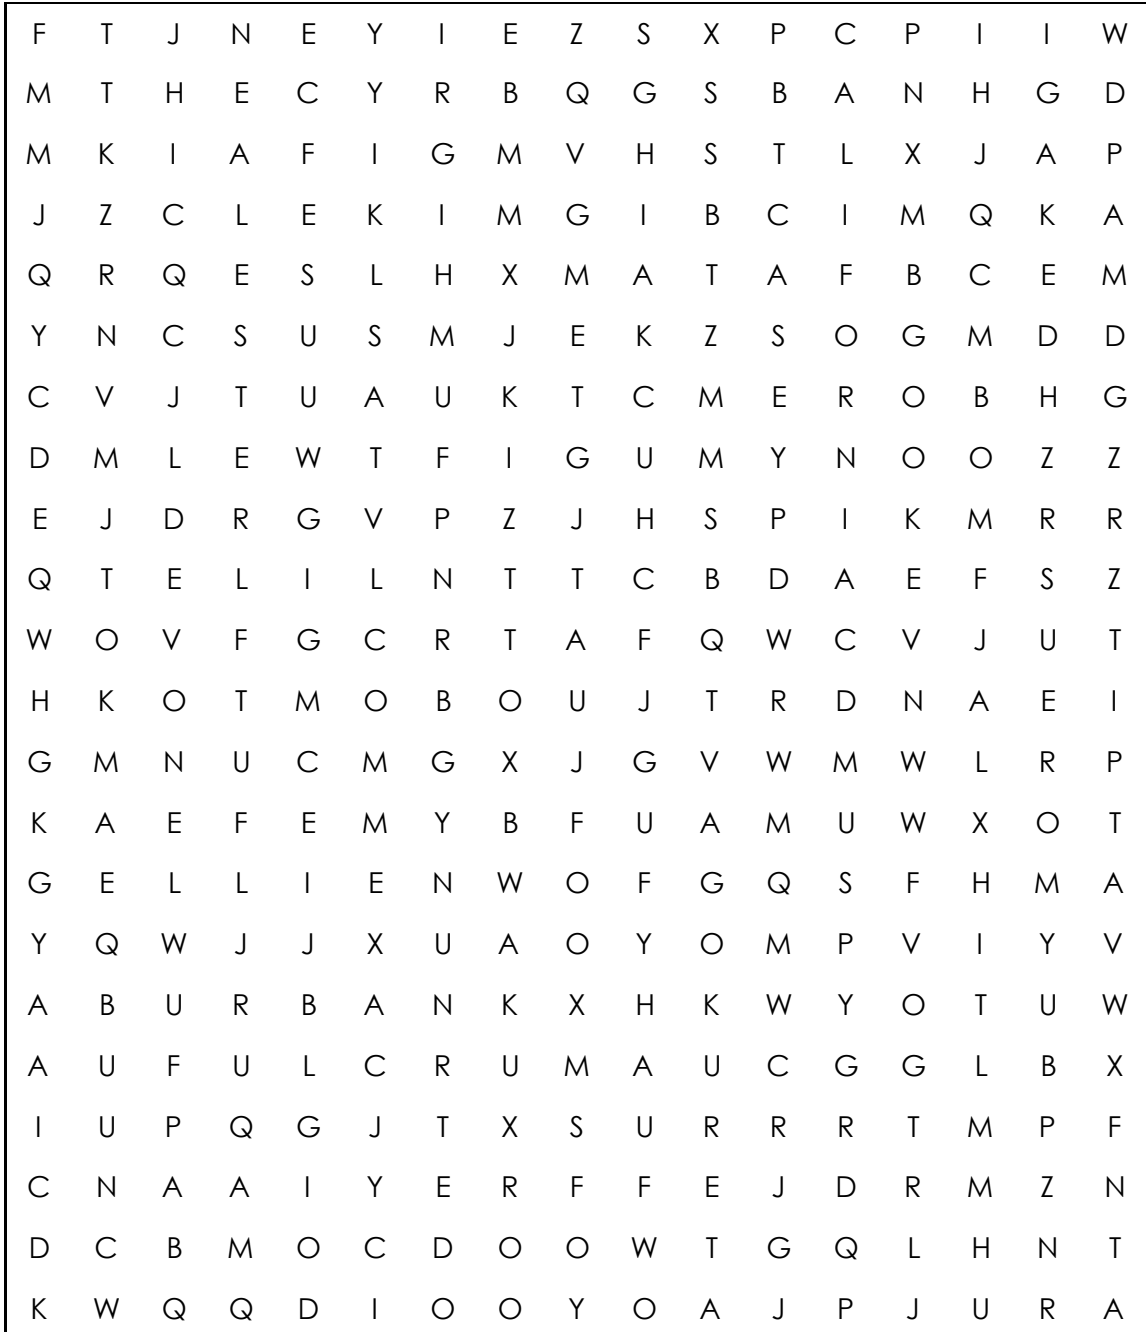 F T J N E Y I E Z S X P C P I I W
M T H E C Y R B Q G S B A N H G D
M K I A F I G M V H S T L X J A P
J Z C L E K I M G I B C I M Q K A
Q R Q E S L H X M A T A F B C E M
Y N C S U S M J E K Z S O G M D D
C V J T U A U K T C M E R O B H G
D M L E W T F I G U M Y N O O Z Z
E J D R G V P Z J H S P I K M R R
Q T E L I L N T T C B D A E F S Z
W O V F G C R T A F Q W C V J U T
H K O T M O B O U J T R D N A E I
G M N U C M G X J G V W M W L R P
K A E F E M Y B F U A M U W X O T
G E L L I E N W O F G Q S F H M A
Y Q W J J X U A O Y O M P V I Y V
A B U R B A N K X H K W Y O T U W
A U F U L C R U M A U C G G L B X
I U P Q G J T X S U R R R T M P F
C N A A I Y E R F F E J D R M Z N
D C B M O C D O O W T G Q L H N T
K W Q Q D I O O Y O A J P J U R A